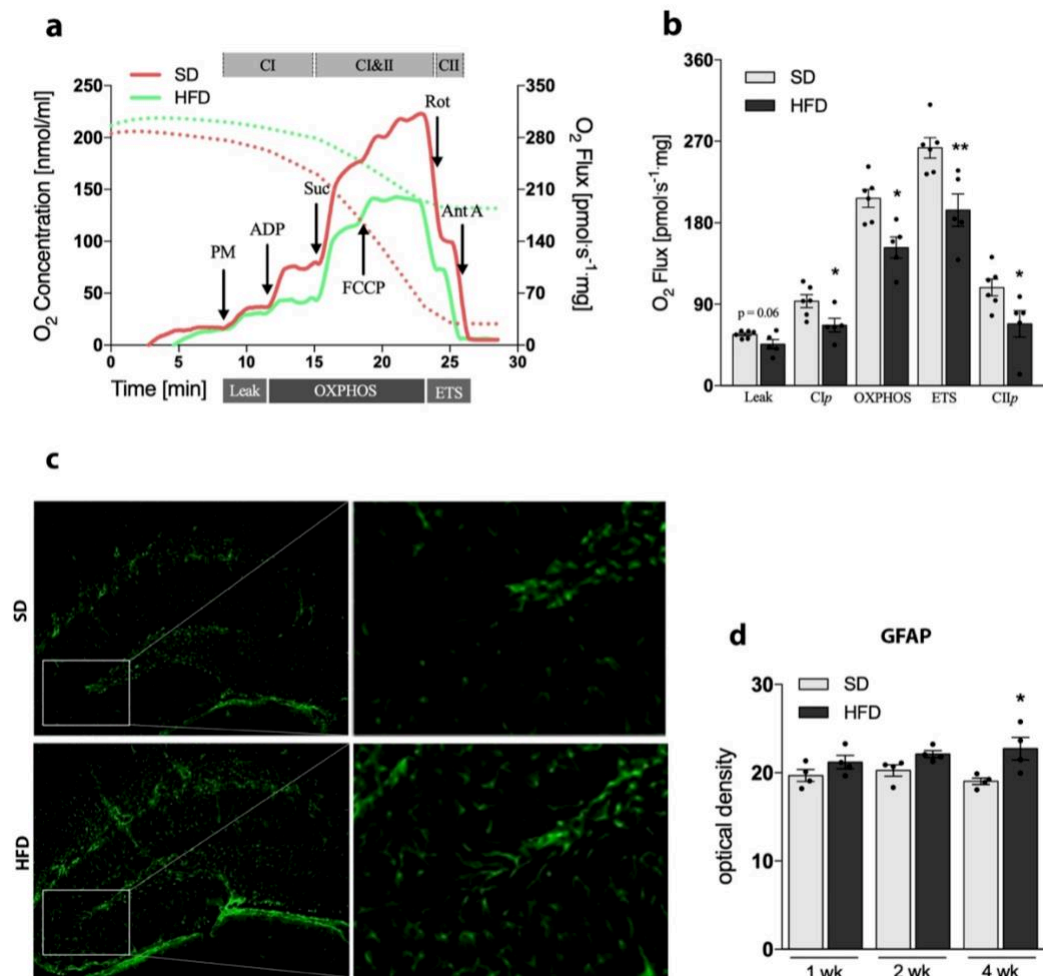 a
CI
CI&II
CII
SD
HFD
250
200
150
100
50
0
O₂ Concentration [nmol/ml]
350
280
210
140
70
0
O₂ Flux [pmol·s⁻¹·mg]
PM
ADP
Suc
FCCP
Rot
Ant A
0
5
10
15
20
25
30
Time [min]
Leak
OXPHOS
ETS
b
SD
HFD
360
270
180
90
0
O₂ Flux [pmol·s⁻¹·mg]
p = 0.06
*
*
**
*
Leak
CIp
OXPHOS
ETS
CIIp
c
SD
HFD
d
GFAP
SD
HFD
*
30
20
10
0
optical density
1 wk
2 wk
4 wk